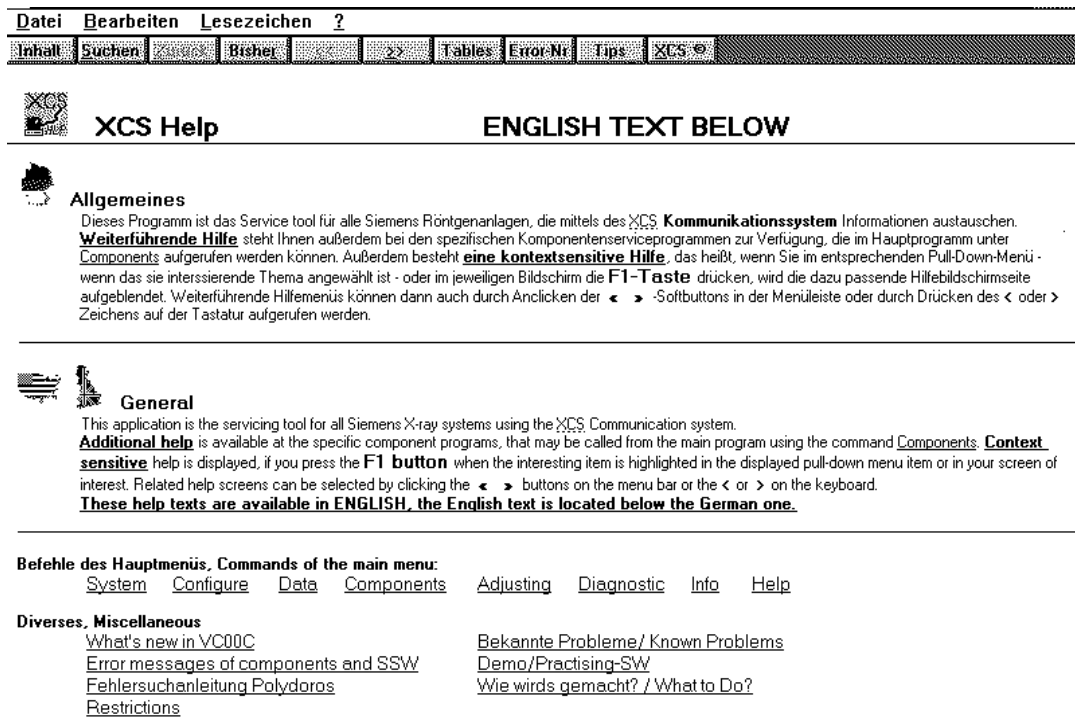 Datei Bearbeiten Lesezeichen ?
Inhalt Suchen Zurück Bisher << >> Tables Error-Nr Tips XCS ©
XCS
Help
XCS Help ENGLISH TEXT BELOW
Allgemeines
Dieses Programm ist das Service tool für alle Siemens Röntgenanlagen, die mittels des XCS Kommunikationssystem Informationen austauschen.
Weiterführende Hilfe steht Ihnen außerdem bei den spezifischen Komponentenserviceprogrammen zur Verfügung, die im Hauptprogramm unter
Components aufgerufen werden können. Außerdem besteht eine kontextsensitive Hilfe, das heißt, wenn Sie im entsprechenden Pull-Down-Menü -
wenn das sie interssierende Thema angewählt ist - oder im jeweiligen Bildschirm die F1-Taste drücken, wird die dazu passende Hilfebildschirmseite
aufgeblendet. Weiterführende Hilfemenüs können dann auch durch Anclicken der « » -Softbuttons in der Menüleiste oder durch Drücken des < oder >
Zeichens auf der Tastatur aufgerufen werden.
General
This application is the servicing tool for all Siemens X-ray systems using the XCS Communication system.
Additional help is available at the specific component programs, that may be called from the main program using the command Components. Context
sensitive help is displayed, if you press the F1 button when the interesting item is highlighted in the displayed pull-down menu item or in your screen of
interest. Related help screens can be selected by clicking the « » buttons on the menu bar or the < or > on the keyboard.
These help texts are available in ENGLISH, the English text is located below the German one.
Befehle des Hauptmenüs, Commands of the main menu:
System Configure Data Components Adjusting Diagnostic Info Help
Diverses, Miscellaneous
What's new in VC00C Bekannte Probleme/ Known Problems
Error messages of components and SSW Demo/Practising-SW
Fehlersuchanleitung Polydoros Wie wirds gemacht? / What to Do?
Restrictions